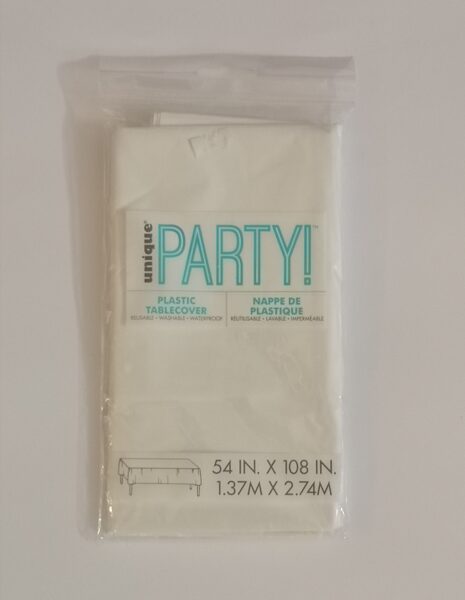 unique®
PARTY!™
PLASTIC
TABLECOVER
REUSABLE • WASHABLE • WATERPROOF
NAPPE DE
PLASTIQUE
RÉUTILISABLE • LAVABLE • IMPERMÉABLE
54 IN. X 108 IN.
1.37M X 2.74M